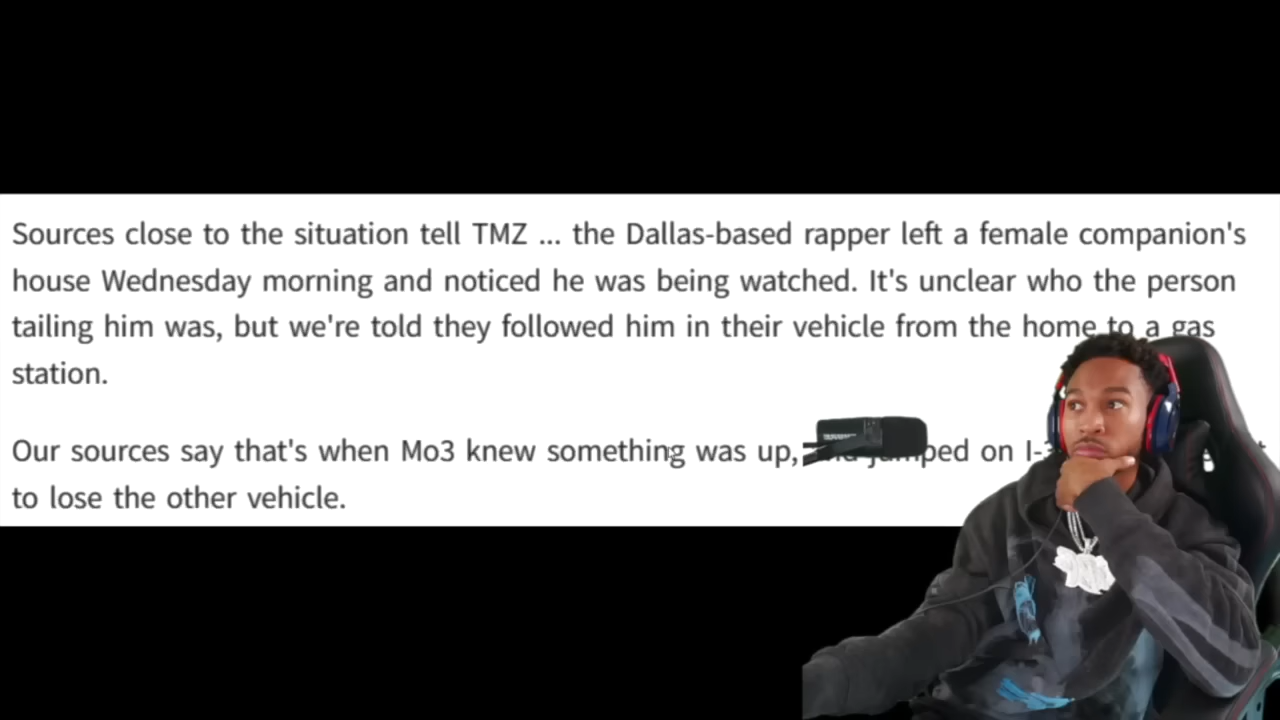 Sources close to the situation tell TMZ ... the Dallas-based rapper left a female companion's
house Wednesday morning and noticed he was being watched. It's unclear who the person
tailing him was, but we're told they followed him in their vehicle from the home to a gas
station.
Our sources say that's when Mo3 knew something was up, and jumped on I-
to lose the other vehicle.